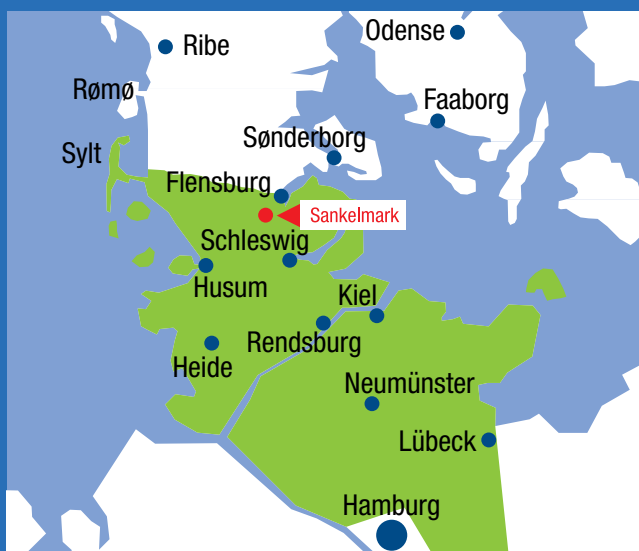 Odense
Ribe
Rømø
Faaborg
Sønderborg
Sylt
Flensburg
Sankelmark
Schleswig
Husum
Kiel
Rendsburg
Heide
Neumünster
Lübeck
Hamburg